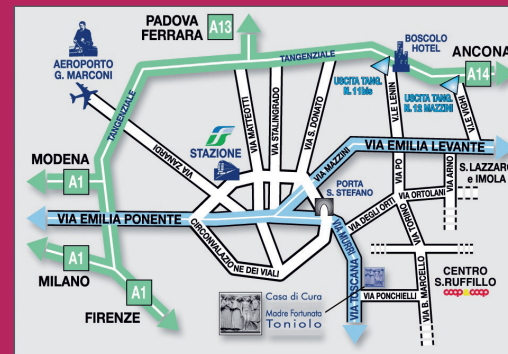 PADOVA
FERRARA
A13
AEROPORTO
G. MARCONI
TANGENZIALE
BOSCOLO
HOTEL
ANCONA
A14
USCITA TANG.
N. 11bis
USCITA TANG.
N. 12 MAZZINI
TANGENZIALE
VIA MATTEOTTI
VIA STALINGRADO
VIA S. DONATO
V.LE LENIN
V.LE VIGHI
STAZIONE
VIA ZANARDI
VIA MAZZINI
VIA EMILIA LEVANTE
MODENA
A1
S. LAZZARO
e IMOLA
VIA PO
VIA ARNO
PORTA
S. STEFANO
VIA ORTOLANI
VIA DEGLI ORTI
VIA EMILIA PONENTE
VIA TORINO
CIRCONVALAZIONE DEI VIALI
VIA MURRI
A1
MILANO
A1
FIRENZE
CENTRO
S.RUFFILLO
coop coop
Casa di Cura
Madre Fortunata
Toniolo
VIA TOSCANA
VIA PONCHIELLI
VIA B. MARCELLO